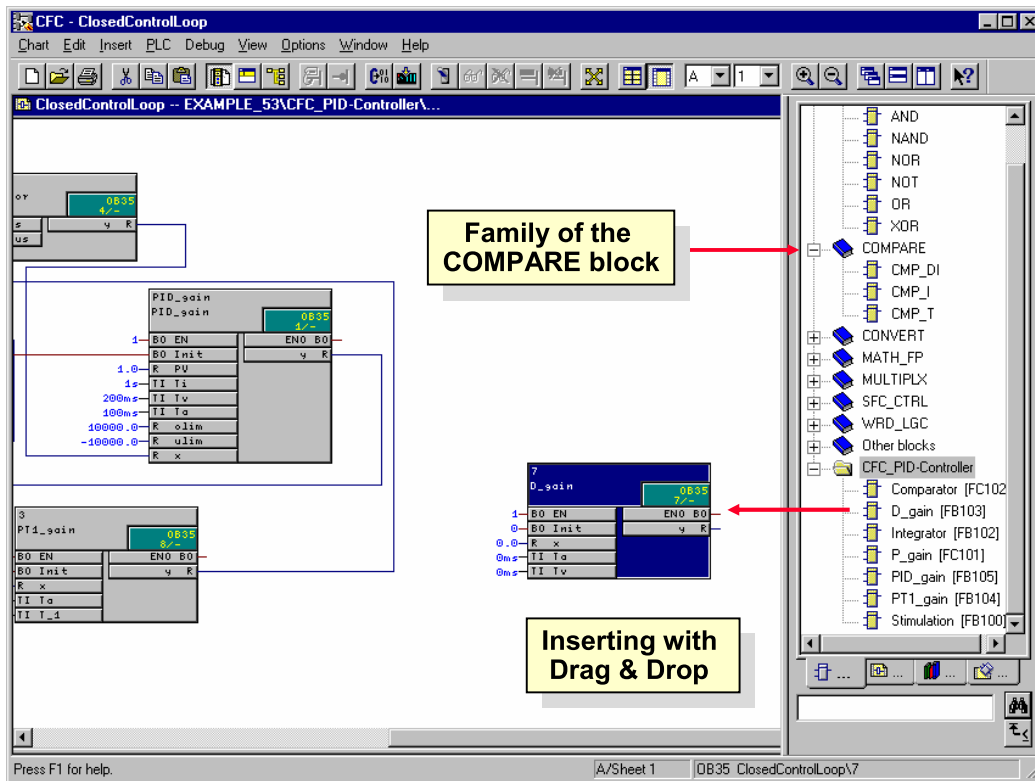 CFC - ClosedControlLoop
Chart Edit Insert PLC Debug View Options Window Help
A 1
ClosedControlLoop -- EXAMPLE_53\CFC_PID-Controller\...
or
OB35
4/-
s y R
us
PID_gain
PID_gain
OB35
1/-
1 BO EN ENO BO
BO Init y R
1.0 R PV
1s TI Ti
200ms TI Tv
100ms TI Ta
10000.0 R olim
-10000.0 R ulim
R x
3
PT1_gain
OB35
8/-
BO EN ENO BO
BO Init y R
R x
TI Ta
TI T_1
7
D_gain
OB35
7/-
1 BO EN ENO BO
0 BO Init y R
0.0 R x
0ms TI Ta
0ms TI Tv
Family of the
COMPARE block
Inserting with
Drag & Drop
AND
NAND
NOR
NOT
OR
XOR
COMPARE
CMP_DI
CMP_I
CMP_T
CONVERT
MATH_FP
MULTIPLX
SFC_CTRL
WRD_LGC
Other blocks
CFC_PID-Controller
Comparator [FC102
D_gain [FB103]
Integrator [FB102]
P_gain [FC101]
PID_gain [FB105]
PT1_gain [FB104]
Stimulation [FB100]
... ... ... ...
Press F1 for help.
A/Sheet 1
OB35 ClosedControlLoop\7